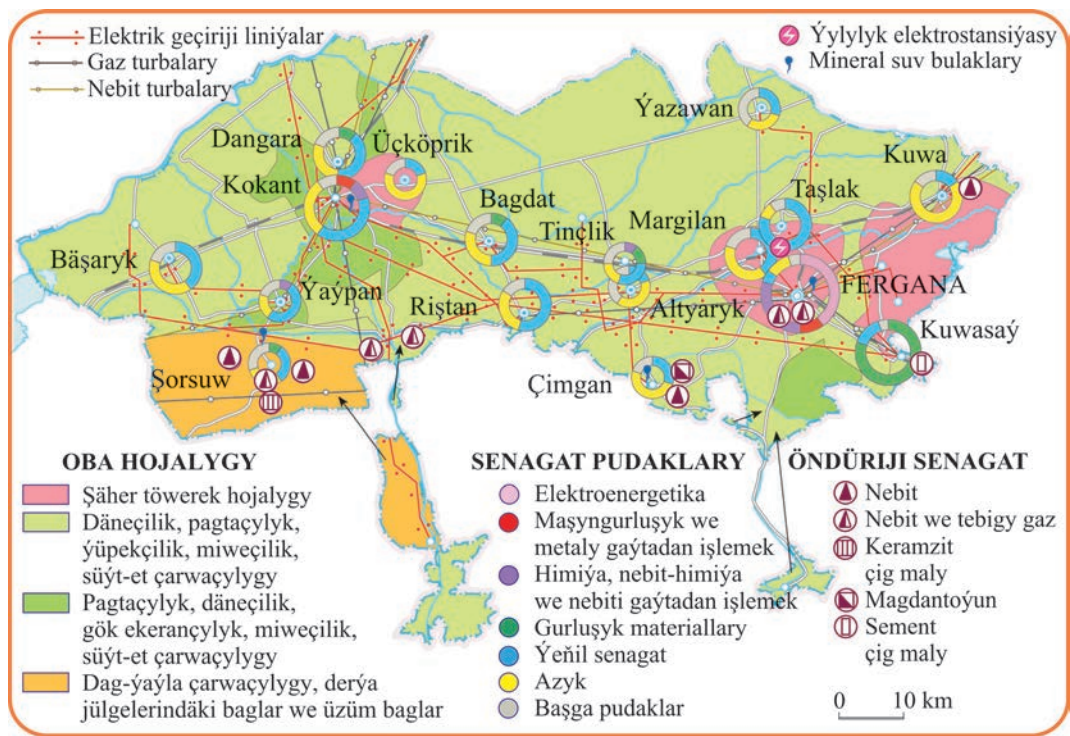 Elektrik geçiriji liniýalar
Gaz turbalary
Nebit turbalary
Ýylylyk elektrostansiýasy
Mineral suv bulaklary
Ýazawan
Dangara
Üçköprik
Kuwa
Kokant
Taşlak
Bagdat
Margilan
Tinçlik
Bäşaryk
FERGANA
Ýaýpan
Riştan
Altyaryk
Kuwasaý
Şorsuw
Çimgan
OBA HOJALYGY
Şäher töwerek hojalygy
Däneçilik, pagtaçylyk,
ýüpekçilik, miweçilik,
süýt-et çarwaçylygy
Pagtaçylyk, däneçilik,
gök ekerançylyk, miweçilik,
süýt-et çarwaçylygy
Dag-ýaýla çarwaçylygy, derýa
jülgelerindäki baglar we üzüm baglar
SENAGAT PUDAKLARY
Elektroenergetika
Maşyngurluşyk we
metaly gaýtadan işlemek
Himiýa, nebit-himiýa
we nebiti gaýtadan işlemek
Gurluşyk materiallary
Ýeňil senagat
Azyk
Başga pudaklar
ÖNDÜRIJI SENAGAT
Nebit
Nebit we tebigy gaz
Keramzit
çig maly
Magdantoýun
Sement
çig maly
0 10 km